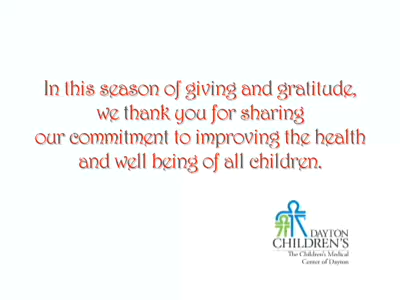 In this season of giving and gratitude,
we thank you for sharing
our commitment to improving the health
and well being of all children.
DAYTON
CHILDREN'S
The Children's Medical
Center of Dayton